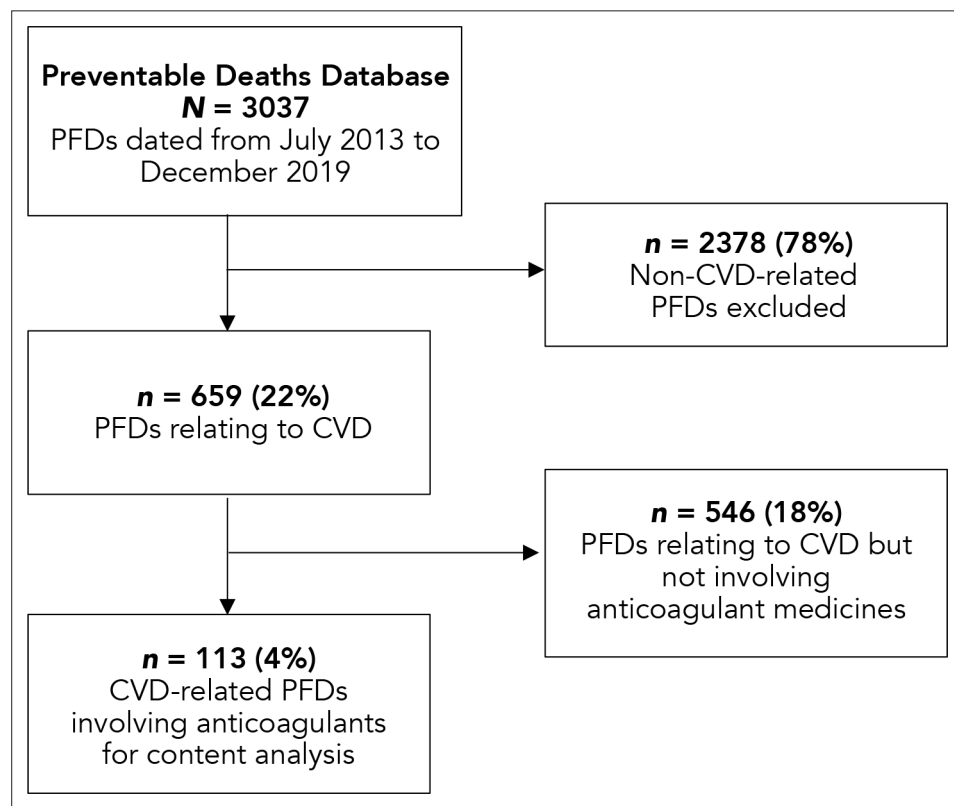 Preventable Deaths Database
N = 3037
PFDs dated from July 2013 to
December 2019
n = 2378 (78%)
Non-CVD-related
PFDs excluded
n = 659 (22%)
PFDs relating to CVD
n = 546 (18%)
PFDs relating to CVD but
not involving
anticoagulant medicines
n = 113 (4%)
CVD-related PFDs
involving anticoagulants
for content analysis